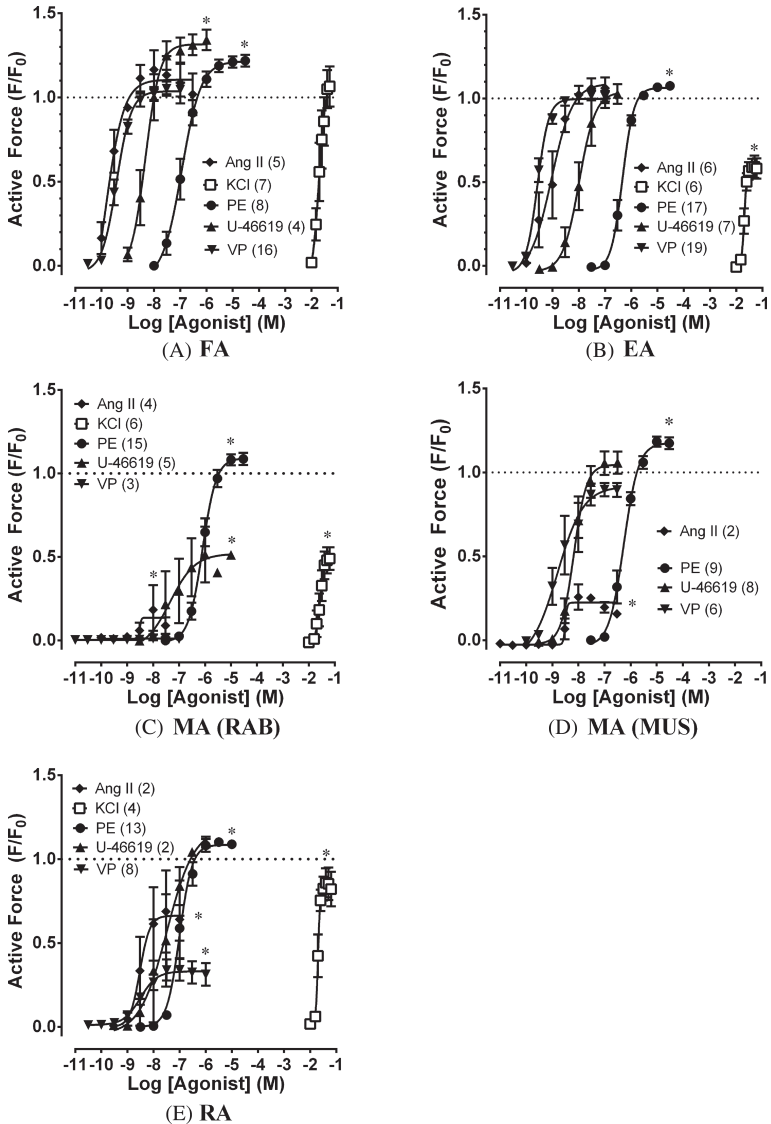 1.5
1.0
0.5
0.0
Active Force (F/F0)
*
*
Ang II (5)
KCl (7)
PE (8)
U-46619 (4)
VP (16)
-11 -10 -9 -8 -7 -6 -5 -4 -3 -2 -1
Log [Agonist] (M)
(A) FA
1.5
1.0
0.5
0.0
Active Force (F/F0)
*
*
Ang II (6)
KCl (6)
PE (17)
U-46619 (7)
VP (19)
-11 -10 -9 -8 -7 -6 -5 -4 -3 -2 -1
Log [Agonist] (M)
(B) EA
1.5
1.0
0.5
0.0
Active Force (F/F0)
Ang II (4)
KCl (6)
PE (15)
U-46619 (5)
VP (3)
*
*
*
*
-11 -10 -9 -8 -7 -6 -5 -4 -3 -2 -1
Log [Agonist] (M)
(C) MA (RAB)
1.5
1.0
0.5
0.0
Active Force (F/F0)
*
*
Ang II (2)
PE (9)
U-46619 (8)
VP (6)
-11 -10 -9 -8 -7 -6 -5 -4 -3 -2 -1
Log [Agonist] (M)
(D) MA (MUS)
1.5
1.0
0.5
0.0
Active Force (F/F0)
Ang II (2)
KCl (4)
PE (13)
U-46619 (2)
VP (8)
*
*
*
*
-11 -10 -9 -8 -7 -6 -5 -4 -3 -2 -1
Log [Agonist] (M)
(E) RA